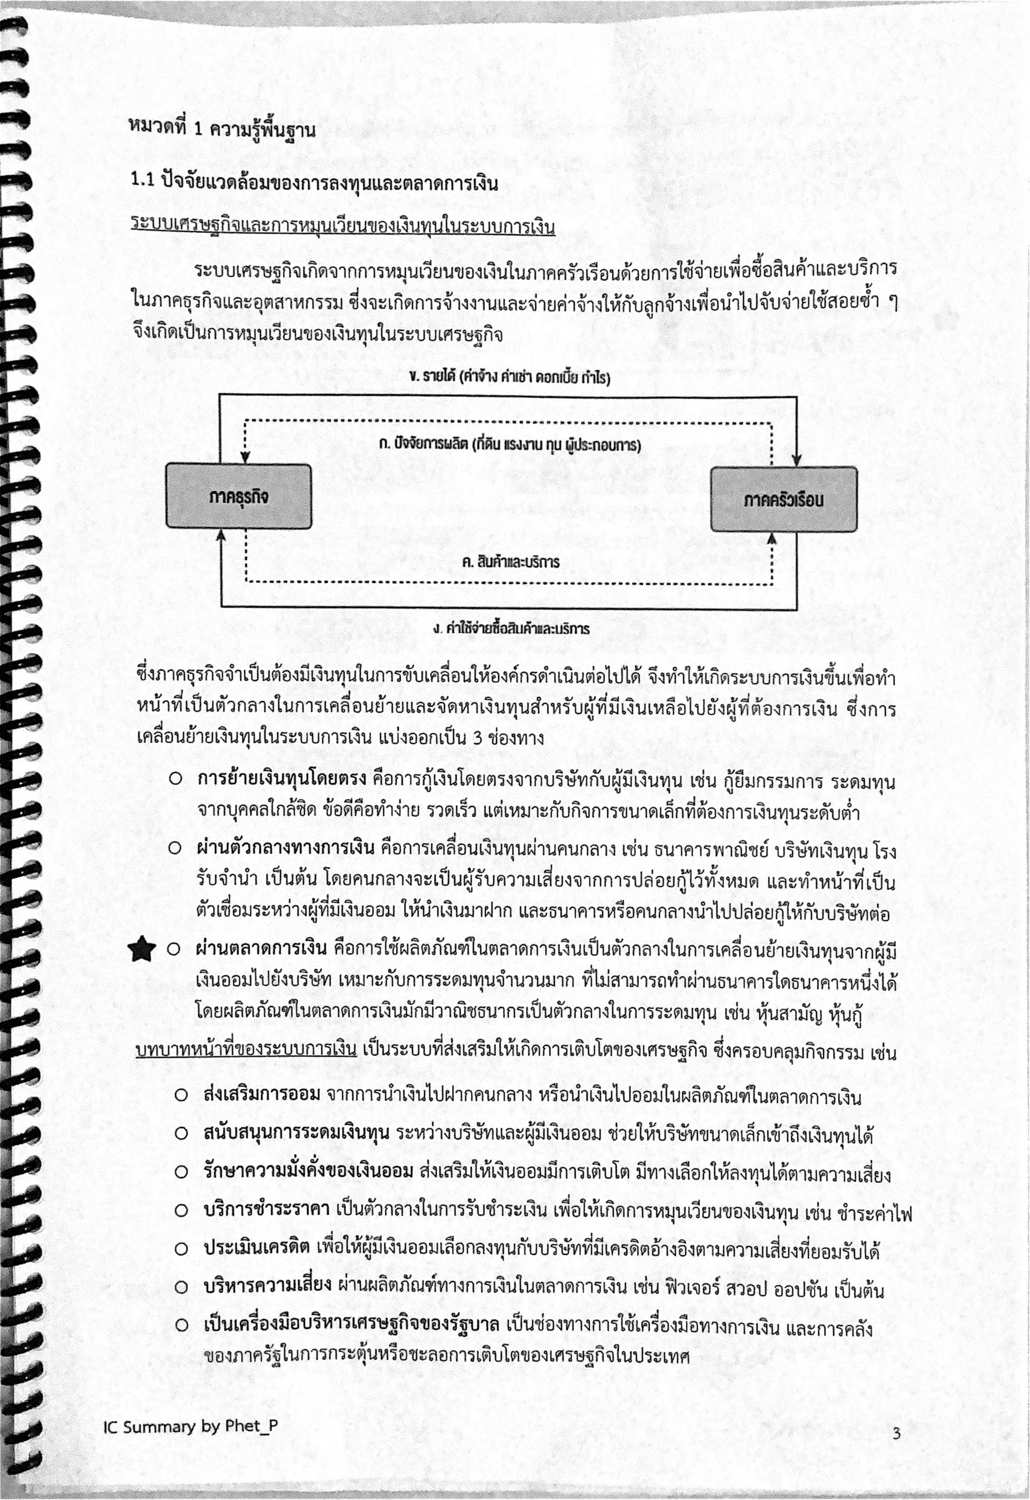 หมวดที่ 1 ความรู้พื้นฐาน
1.1 ปัจจัยแวดล้อมของการลงทุนและตลาดการเงิน
ระบบเศรษฐกิจและการหมุนเวียนของเงินทุนในระบบการเงิน
ระบบเศรษฐกิจเกิดจากการหมุนเวียนของเงินในภาคครัวเรือนด้วยการใช้จ่ายเพื่อซื้อสินค้าและบริการ
ในภาคธุรกิจและอุตสาหกรรม ซึ่งจะเกิดการจ้างงานและจ่ายค่าจ้างให้กับลูกจ้างเพื่อนำไปจับจ่ายใช้สอยซ้ำ ๆ
จึงเกิดเป็นการหมุนเวียนของเงินทุนในระบบเศรษฐกิจ
ข. รายได้ (ค่าจ้าง ค่าเช่า ดอกเบี้ย กำไร)
ก. ปัจจัยการผลิต (ที่ดิน แรงงาน ทุน ผู้ประกอบการ)
ภาคธุรกิจ
ภาคครัวเรือน
ค. สินค้าและบริการ
ง. ค่าใช้จ่ายซื้อสินค้าและบริการ
ซึ่งภาคธุรกิจจำเป็นต้องมีเงินทุนในการขับเคลื่อนให้องค์กรดำเนินต่อไปได้ จึงทำให้เกิดระบบการเงินขึ้นเพื่อทำ
หน้าที่เป็นตัวกลางในการเคลื่อนย้ายและจัดหาเงินทุนสำหรับผู้ที่มีเงินเหลือไปยังผู้ที่ต้องการเงิน ซึ่งการ
เคลื่อนย้ายเงินทุนในระบบการเงิน แบ่งออกเป็น 3 ช่องทาง
○ การย้ายเงินทุนโดยตรง คือการกู้เงินโดยตรงจากบริษัทกับผู้มีเงินทุน เช่น กู้ยืมกรรมการ ระดมทุน
จากบุคคลใกล้ชิด ข้อดีคือทำง่าย รวดเร็ว แต่เหมาะกับกิจการขนาดเล็กที่ต้องการเงินทุนระดับต่ำ
○ ผ่านตัวกลางทางการเงิน คือการเคลื่อนเงินทุนผ่านคนกลาง เช่น ธนาคารพาณิชย์ บริษัทเงินทุน โรง
รับจำนำ เป็นต้น โดยคนกลางจะเป็นผู้รับความเสี่ยงจากการปล่อยกู้ไว้ทั้งหมด และทำหน้าที่เป็น
ตัวเชื่อมระหว่างผู้ที่มีเงินออม ให้นำเงินมาฝาก และธนาคารหรือคนกลางนำไปปล่อยกู้ให้กับบริษัทต่อ
★ ○ ผ่านตลาดการเงิน คือการใช้ผลิตภัณฑ์ในตลาดการเงินเป็นตัวกลางในการเคลื่อนย้ายเงินทุนจากผู้มี
เงินออมไปยังบริษัท เหมาะกับการระดมทุนจำนวนมาก ที่ไม่สามารถทำผ่านธนาคารใดธนาคารหนึ่งได้
โดยผลิตภัณฑ์ในตลาดการเงินมักมีวาณิชธนากรเป็นตัวกลางในการระดมทุน เช่น หุ้นสามัญ หุ้นกู้
บทบาทหน้าที่ของระบบการเงิน เป็นระบบที่ส่งเสริมให้เกิดการเติบโตของเศรษฐกิจ ซึ่งครอบคลุมกิจกรรม เช่น
○ ส่งเสริมการออม จากการนำเงินไปฝากคนกลาง หรือนำเงินไปออมในผลิตภัณฑ์ในตลาดการเงิน
○ สนับสนุนการระดมเงินทุน ระหว่างบริษัทและผู้มีเงินออม ช่วยให้บริษัทขนาดเล็กเข้าถึงเงินทุนได้
○ รักษาความมั่งคั่งของเงินออม ส่งเสริมให้เงินออมมีการเติบโต มีทางเลือกให้ลงทุนได้ตามความเสี่ยง
○ บริการชำระราคา เป็นตัวกลางในการรับชำระเงิน เพื่อให้เกิดการหมุนเวียนของเงินทุน เช่น ชำระค่าไฟ
○ ประเมินเครดิต เพื่อให้ผู้มีเงินออมเลือกลงทุนกับบริษัทที่มีเครดิตอ้างอิงตามความเสี่ยงที่ยอมรับได้
○ บริหารความเสี่ยง ผ่านผลิตภัณฑ์ทางการเงินในตลาดการเงิน เช่น ฟิวเจอร์ สวอป ออปชัน เป็นต้น
○ เป็นเครื่องมือบริหารเศรษฐกิจของรัฐบาล เป็นช่องทางการใช้เครื่องมือทางการเงิน และการคลัง
ของภาครัฐในการกระตุ้นหรือชะลอการเติบโตของเศรษฐกิจในประเทศ
IC Summary by Phet_P
3